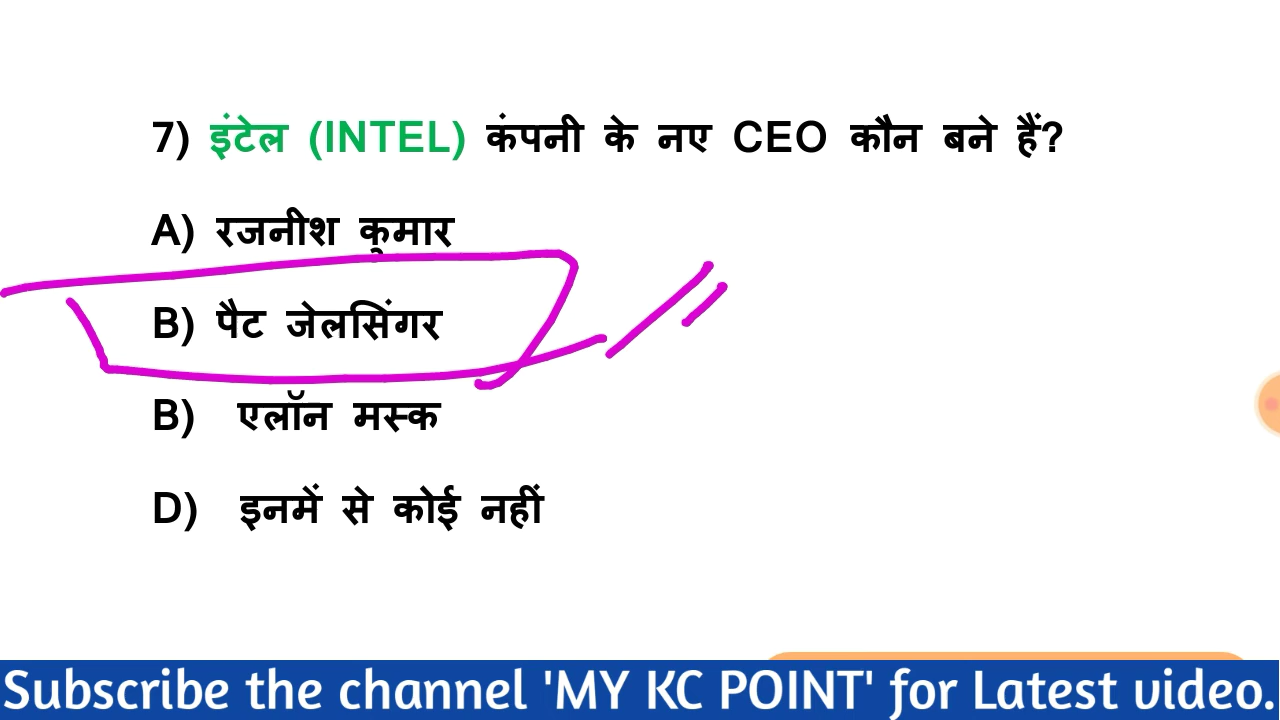 7) इंटेल (INTEL) कंपनी के नए CEO कौन बने हैं?
A) रजनीश कुमार
B) पैट जेलसिंगर
B) एलॉन मस्क
D) इनमें से कोई नहीं
Subscribe the channel 'MY KC POINT' for Latest video.